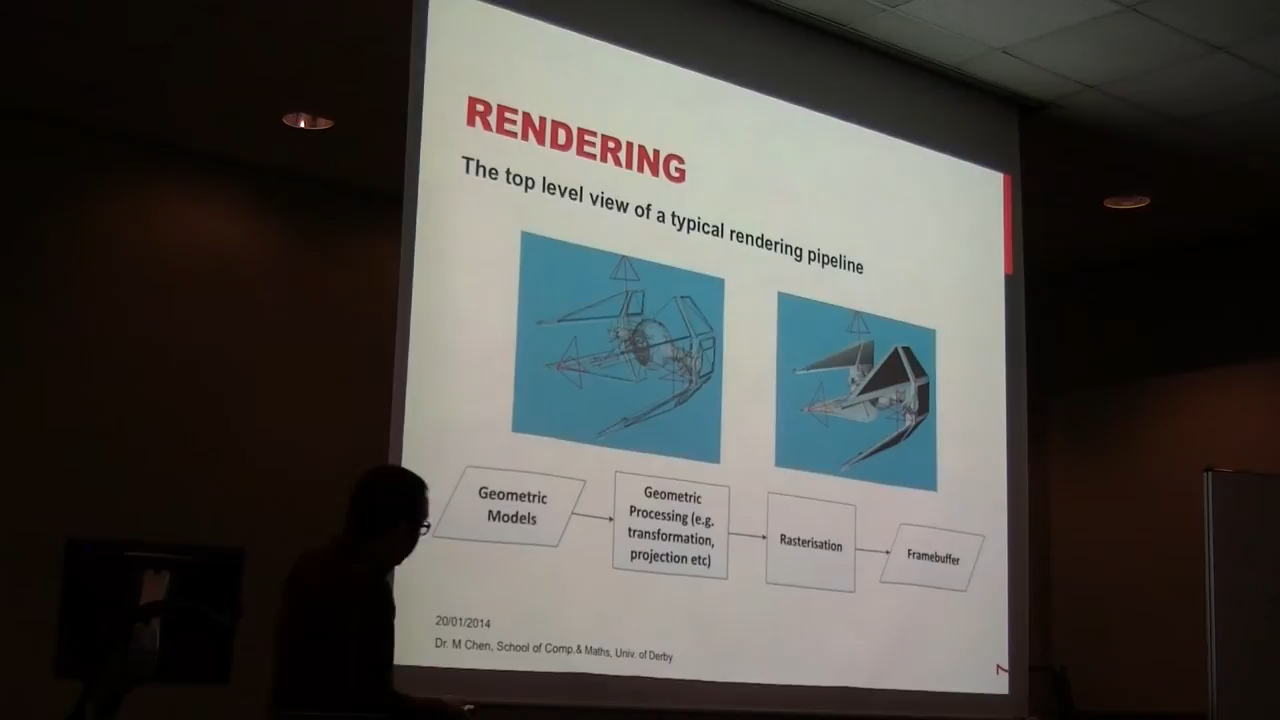 RENDERING
The top level view of a typical rendering pipeline
Geometric
Models
Geometric
Processing (e.g.
transformation,
projection etc)
Rasterisation
Framebuffer
20/01/2014
Dr. M Chen, School of Comp.& Maths, Univ. of Derby
7